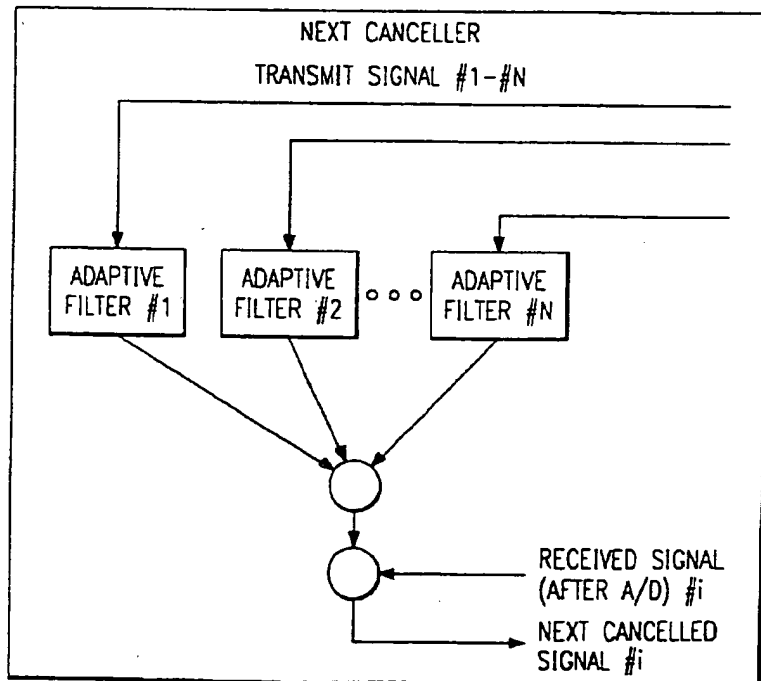 NEXT CANCELLER
TRANSMIT SIGNAL #1-#N
ADAPTIVE
FILTER #1
ADAPTIVE
FILTER #2
ADAPTIVE
FILTER #N
RECEIVED SIGNAL
(AFTER A/D) #i
NEXT CANCELLED
SIGNAL #i